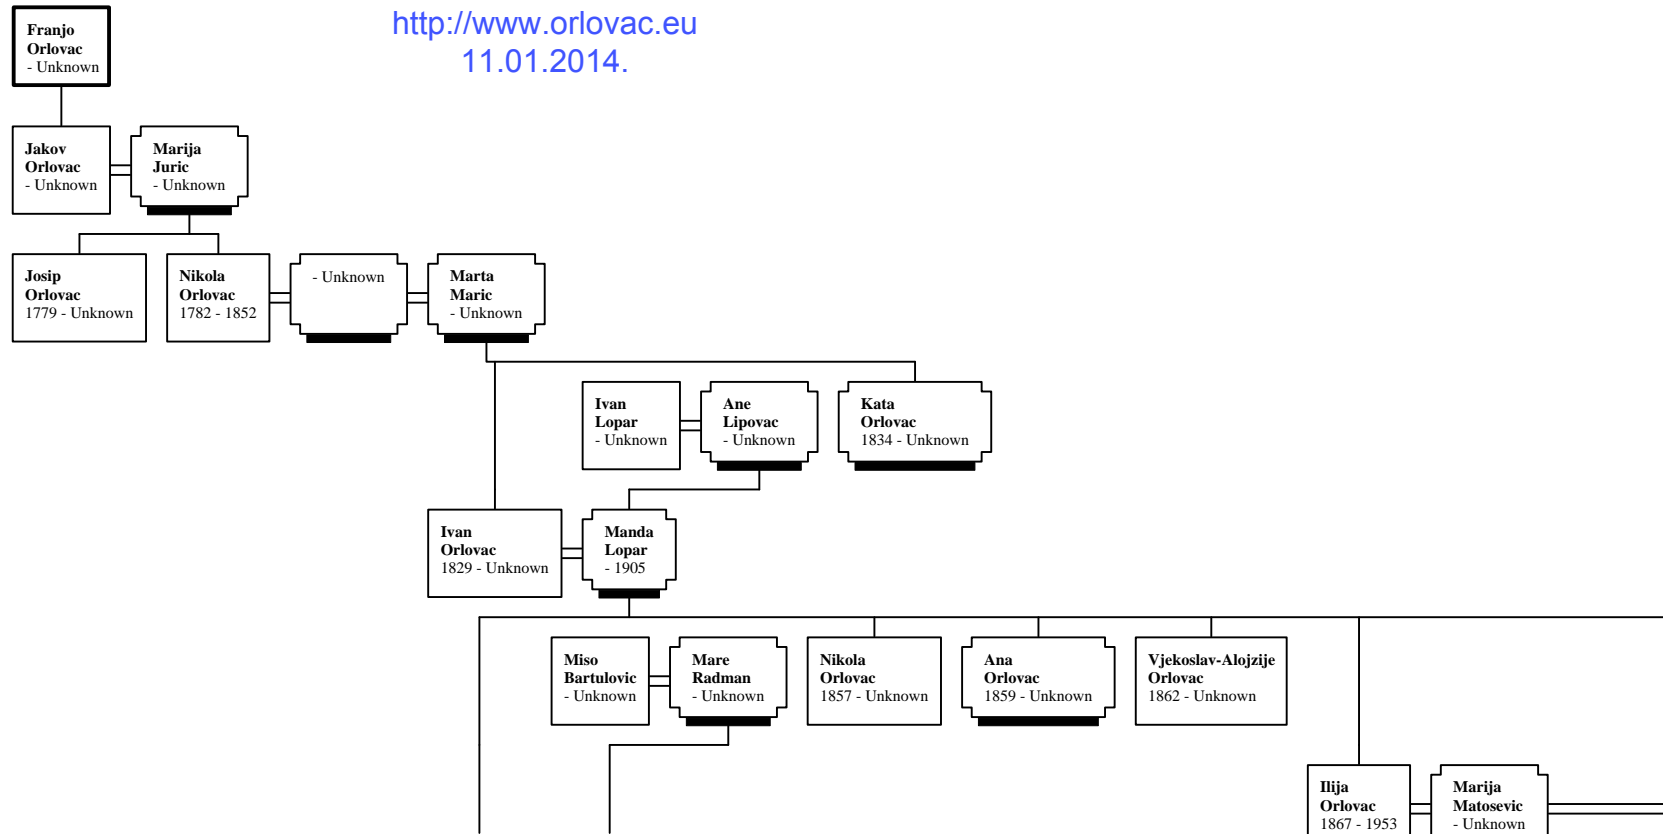 http://www.orlovac.eu
11.01.2014.
Franjo
Orlovac
- Unknown
Jakov
Orlovac
- Unknown
Marija
Juric
- Unknown
Josip
Orlovac
1779 - Unknown
Nikola
Orlovac
1782 - 1852
- Unknown
Marta
Maric
- Unknown
Ivan
Lopar
- Unknown
Ane
Lipovac
- Unknown
Kata
Orlovac
1834 - Unknown
Ivan
Orlovac
1829 - Unknown
Manda
Lopar
- 1905
Miso
Bartulovic
- Unknown
Mare
Radman
- Unknown
Nikola
Orlovac
1857 - Unknown
Ana
Orlovac
1859 - Unknown
Vjekoslav-Alojzije
Orlovac
1862 - Unknown
Ilija
Orlovac
1867 - 1953
Marija
Matosevic
- Unknown